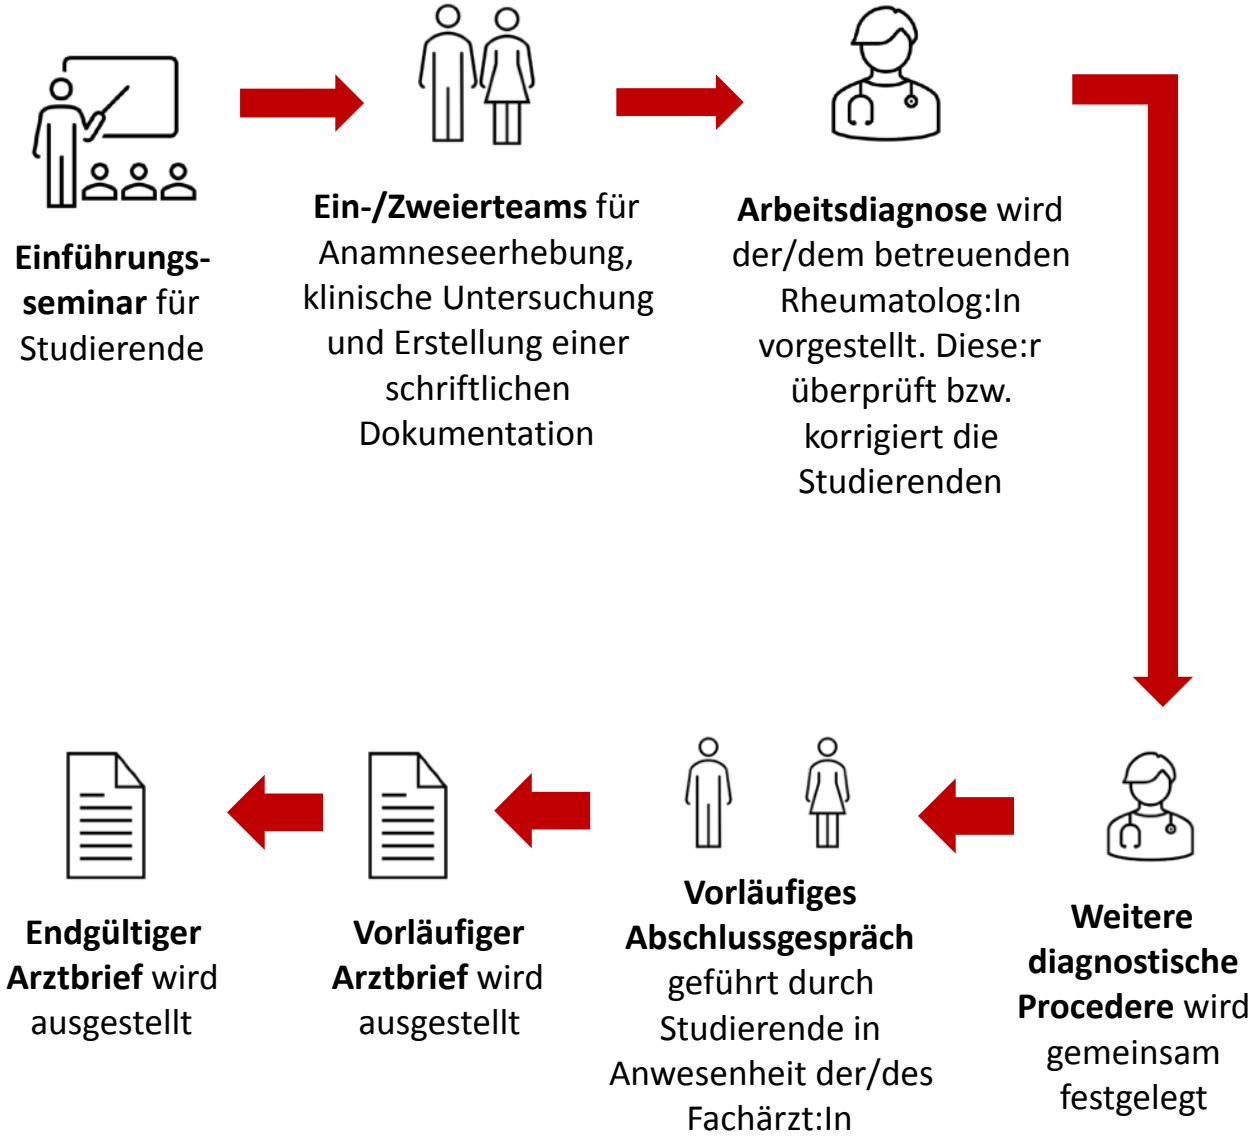 Einführungs-
seminar für
Studierende
Ein-/Zweierteams für
Anamneseerhebung,
klinische Untersuchung
und Erstellung einer
schriftlichen
Dokumentation
Arbeitsdiagnose wird
der/dem betreuenden
Rheumatolog:In
vorgestellt. Diese:r
überprüft bzw.
korrigiert die
Studierenden
Weitere
diagnostische
Procedere wird
gemeinsam
festgelegt
Vorläufiges
Abschlussgespräch
geführt durch
Studierende in
Anwesenheit der/des
Fachärzt:In
Vorläufiger
Arztbrief wird
ausgestellt
Endgültiger
Arztbrief wird
ausgestellt